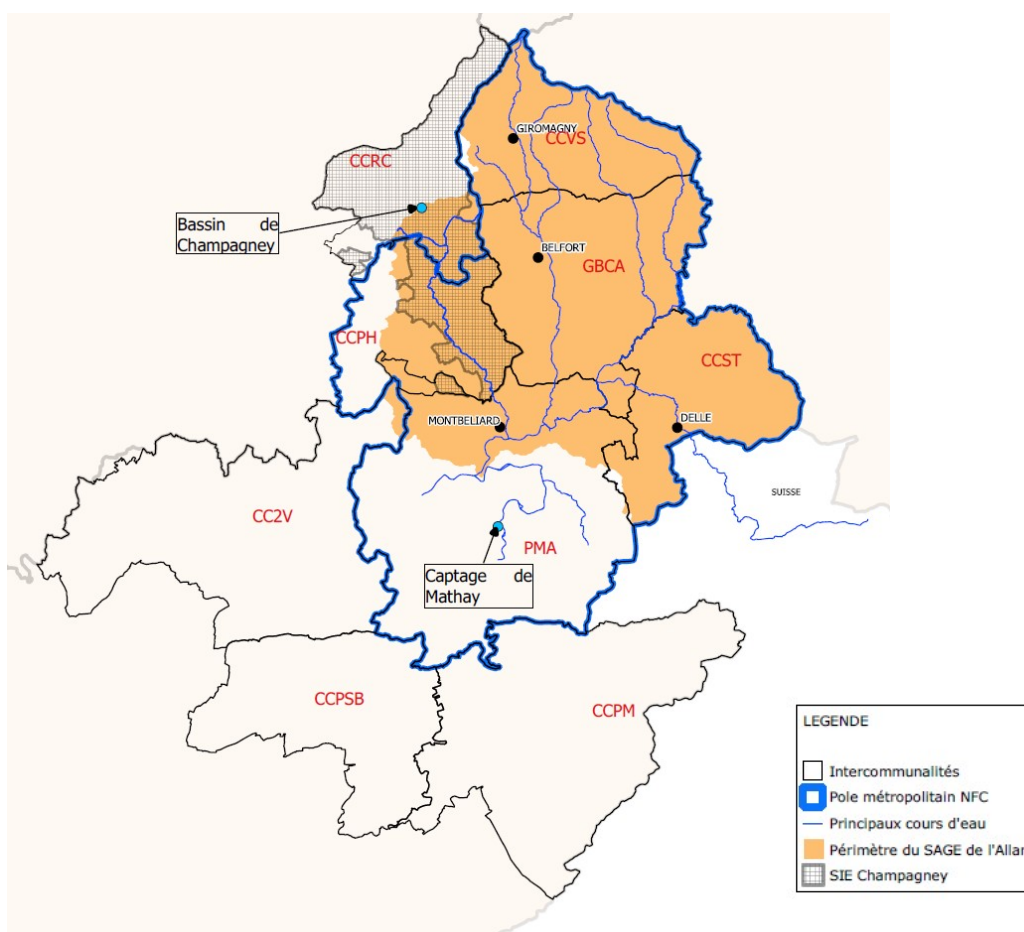 GIROMAGNY
CCVS
CCRC
Bassin de
Champagney
BELFORT
GBCA
CCPH
CCST
MONTBELIARD
DELLE
SUISSE
CC2V
PMA
Captage de
Mathay
CCPSB
CCPM
LEGENDE
Intercommunalités
Pole métropolitain NFC
Principaux cours d'eau
Périmètre du SAGE de l'Allan
SIE Champagney